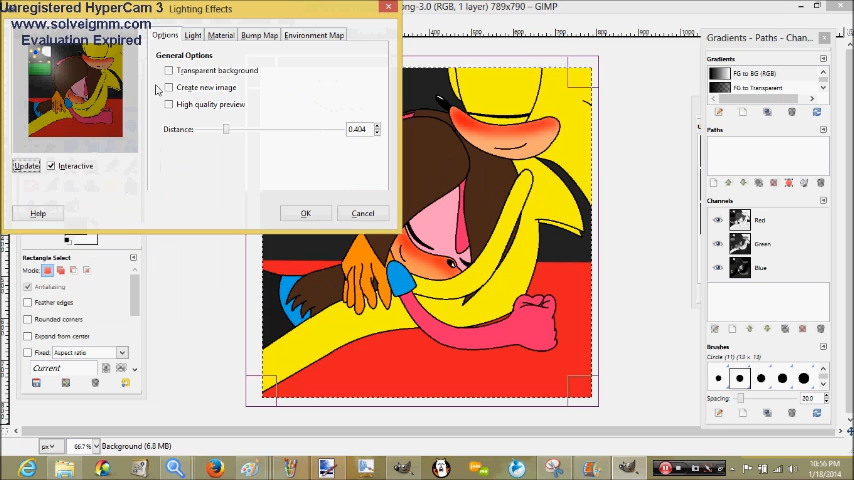 Unregistered HyperCam 3
www.solveigmm.com
Evaluation Expired
Lighting Effects
ong-3.0 (RGB, 1 layer) 789x790 – GIMP
Options
Light
Material
Bump Map
Environment Map
General Options
Transparent background
Create new image
High quality preview
Distance:
0.404
Update
Interactive
Help
OK
Cancel
Rectangle Select
Mode:
Antialiasing
Feather edges
Rounded corners
Expand from center
Fixed:
Aspect ratio
Current
Gradients - Paths - Chan...
Gradients
FG to BG (RGB)
FG to Transparent
Paths
Channels
Red
Green
Blue
Brushes
Circle (11) (13 × 13)
Spacing:
20.0
px
66.7%
Background (6.8 MB)
10:56 PM
1/18/2014